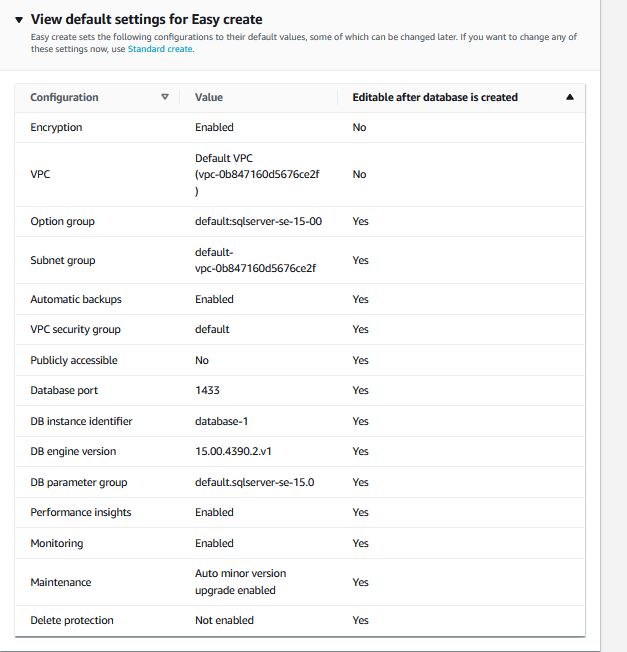 View default settings for Easy create
Easy create sets the following configurations to their default values, some of which can be changed later. If you want to change any of
these settings now, use Standard create.
Configuration Value Editable after database is created
Encryption Enabled No
Default VPC
VPC (vpc-0b847160d5676ce2f No
)
Option group default:sqlserver-se-15-00 Yes
default-
Subnet group Yes
vpc-0b847160d5676ce2f
Automatic backups Enabled Yes
VPC security group default Yes
Publicly accessible No Yes
Database port 1433 Yes
DB instance identifier database-1 Yes
DB engine version 15.00.4390.2.v1 Yes
DB parameter group default.sqlserver-se-15.0 Yes
Performance insights Enabled Yes
Monitoring Enabled Yes
Auto minor version
Maintenance Yes
upgrade enabled
Delete protection Not enabled Yes